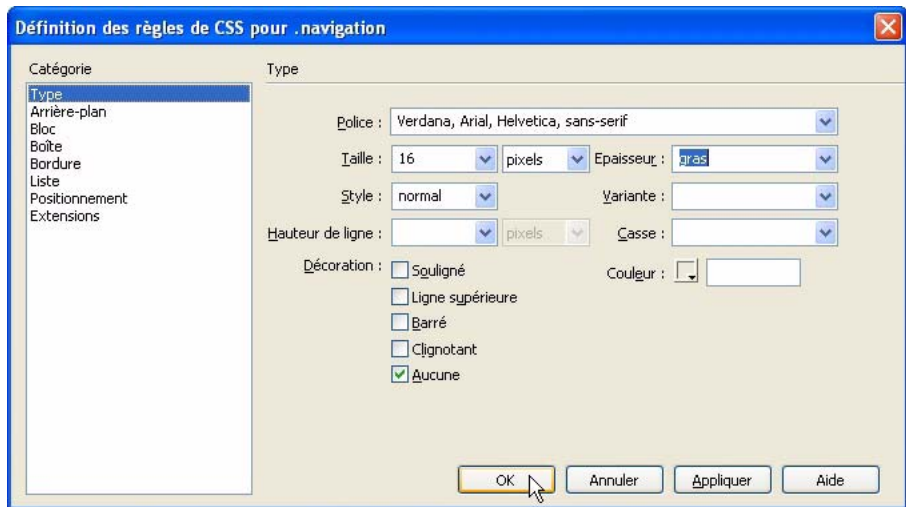 Définition des règles de CSS pour .navigation
Catégorie
Type
Arrière-plan
Bloc
Boîte
Bordure
Liste
Positionnement
Extensions
Type
Police : Verdana, Arial, Helvetica, sans-serif
Taille : 16 pixels Epaisseur : gras
Style : normal Variante :
Hauteur de ligne : pixels Casse :
Décoration : Souligné Couleur :
Ligne supérieure
Barré
Clignotant
Aucune
OK Annuler Appliquer Aide